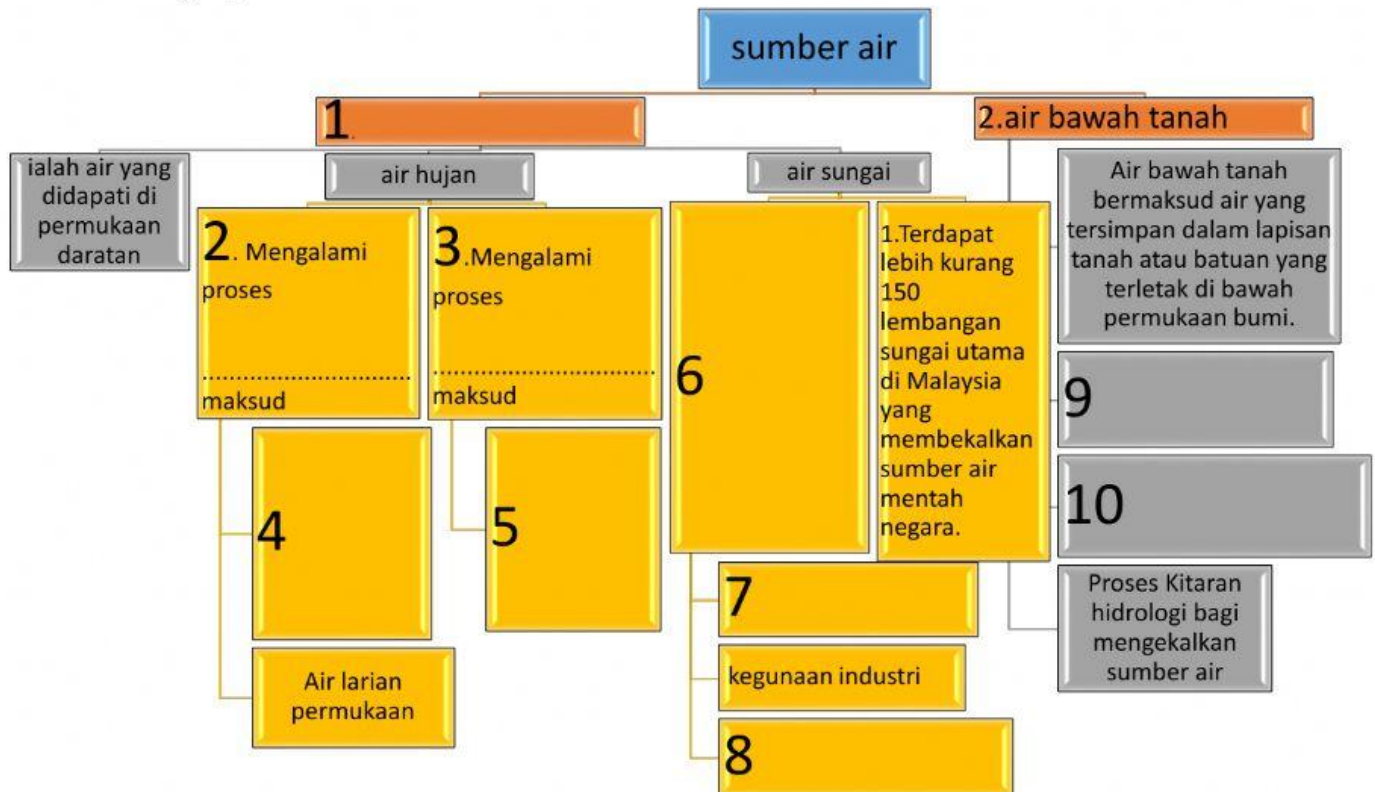 sumber air
1.
2.air bawah tanah
ialah air yang
didapati di
permukaan
daratan
air hujan
air sungai
2. Mengalami
proses
..........................................
maksud
3.Mengalami
proses
..........................................
maksud
4
Air larian
permukaan
5
6
1.Terdapat
lebih kurang
150
lembangan
sungai utama
di Malaysia
yang
membekalkan
sumber air
mentah
negara.
7
kegunaan industri
8
Air bawah tanah
bermaksud air yang
tersimpan dalam lapisan
tanah atau batuan yang
terletak di bawah
permukaan bumi.
9
10
Proses Kitaran
hidrologi bagi
mengekalkan
sumber air